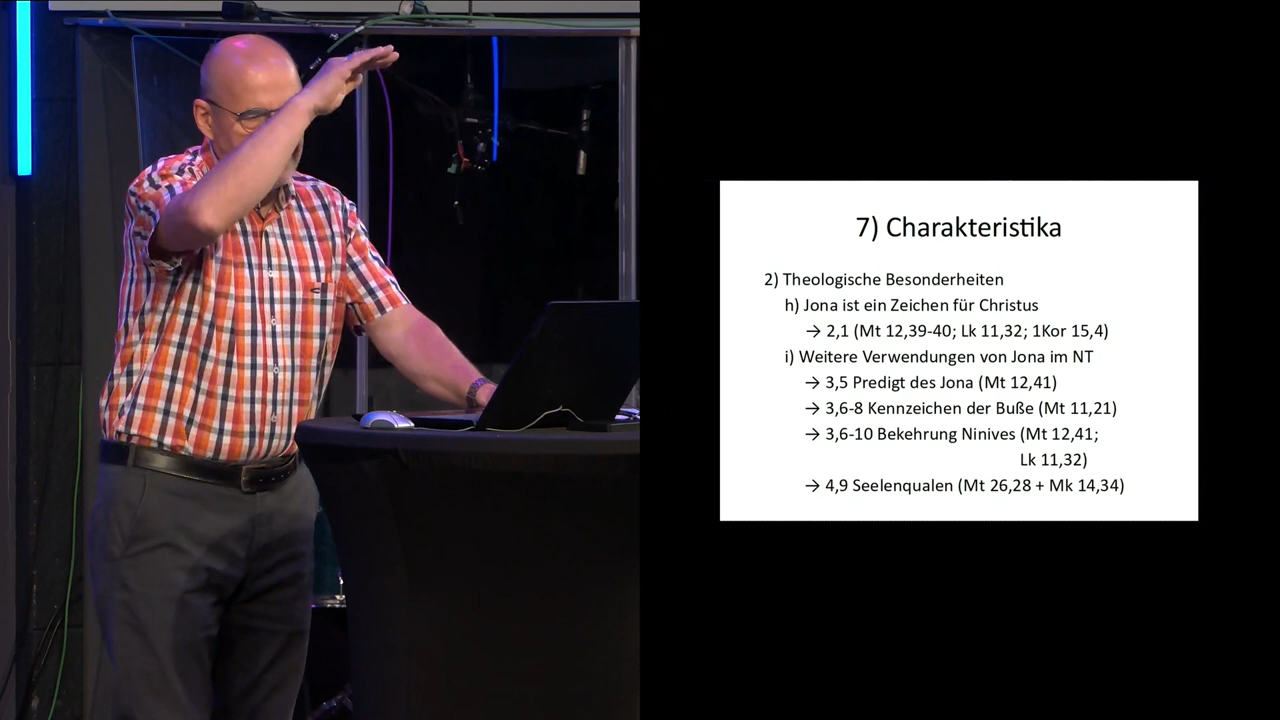 7) Charakteristika
2) Theologische Besonderheiten
h) Jona ist ein Zeichen für Christus
→ 2,1 (Mt 12,39-40; Lk 11,32; 1Kor 15,4)
i) Weitere Verwendungen von Jona im NT
→ 3,5 Predigt des Jona (Mt 12,41)
→ 3,6-8 Kennzeichen der Buße (Mt 11,21)
→ 3,6-10 Bekehrung Ninives (Mt 12,41;
Lk 11,32)
→ 4,9 Seelenqualen (Mt 26,28 + Mk 14,34)